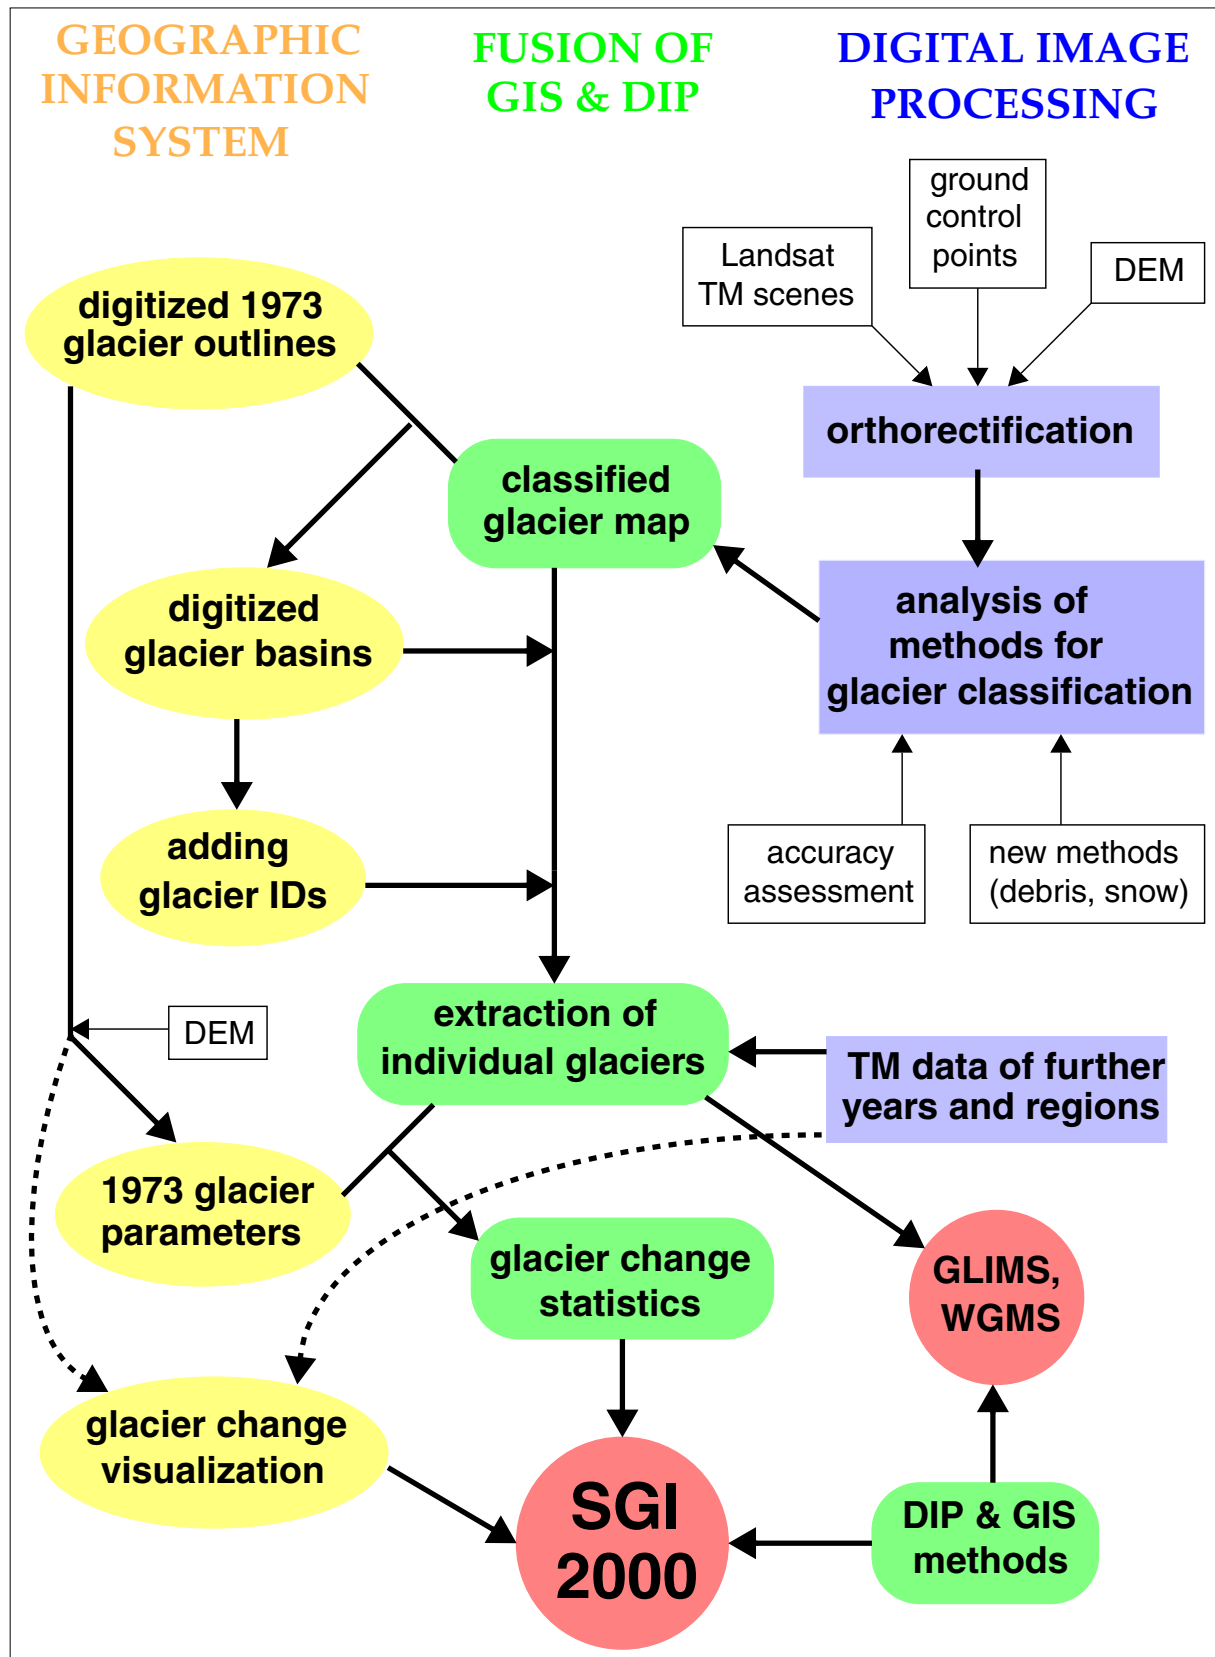 GEOGRAPHIC
INFORMATION
SYSTEM
FUSION OF
GIS & DIP
DIGITAL IMAGE
PROCESSING
ground
control
points
Landsat
TM scenes
DEM
digitized 1973
glacier outlines
orthorectification
classified
glacier map
analysis of
methods for
glacier classification
digitized
glacier basins
accuracy
assessment
new methods
(debris, snow)
adding
glacier IDs
extraction of
individual glaciers
DEM
TM data of further
years and regions
1973 glacier
parameters
glacier change
statistics
GLIMS,
WGMS
glacier change
visualization
SGI
2000
DIP & GIS
methods